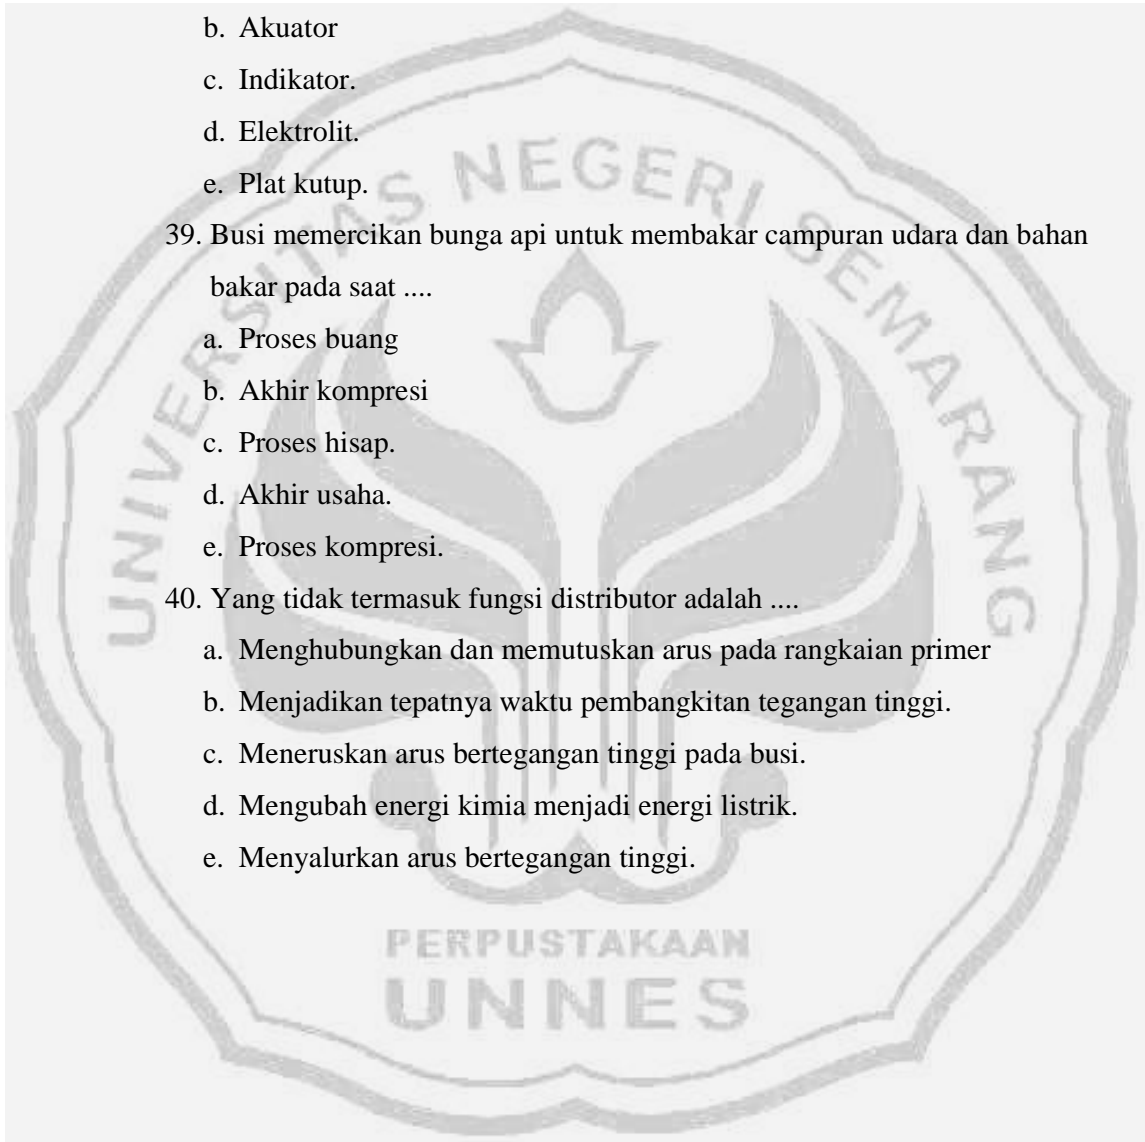 b. Akuator
c. Indikator.
d. Elektrolit.
e. Plat kutup.
39. Busi memercikan bunga api untuk membakar campuran udara dan bahan
bakar pada saat ....
a. Proses buang
b. Akhir kompresi
c. Proses hisap.
d. Akhir usaha.
e. Proses kompresi.
40. Yang tidak termasuk fungsi distributor adalah ....
a. Menghubungkan dan memutuskan arus pada rangkaian primer
b. Menjadikan tepatnya waktu pembangkitan tegangan tinggi.
c. Meneruskan arus bertegangan tinggi pada busi.
d. Mengubah energi kimia menjadi energi listrik.
e. Menyalurkan arus bertegangan tinggi.
UNIVERSITAS NEGERI SEMARANG
PERPUSTAKAAN
UNNES